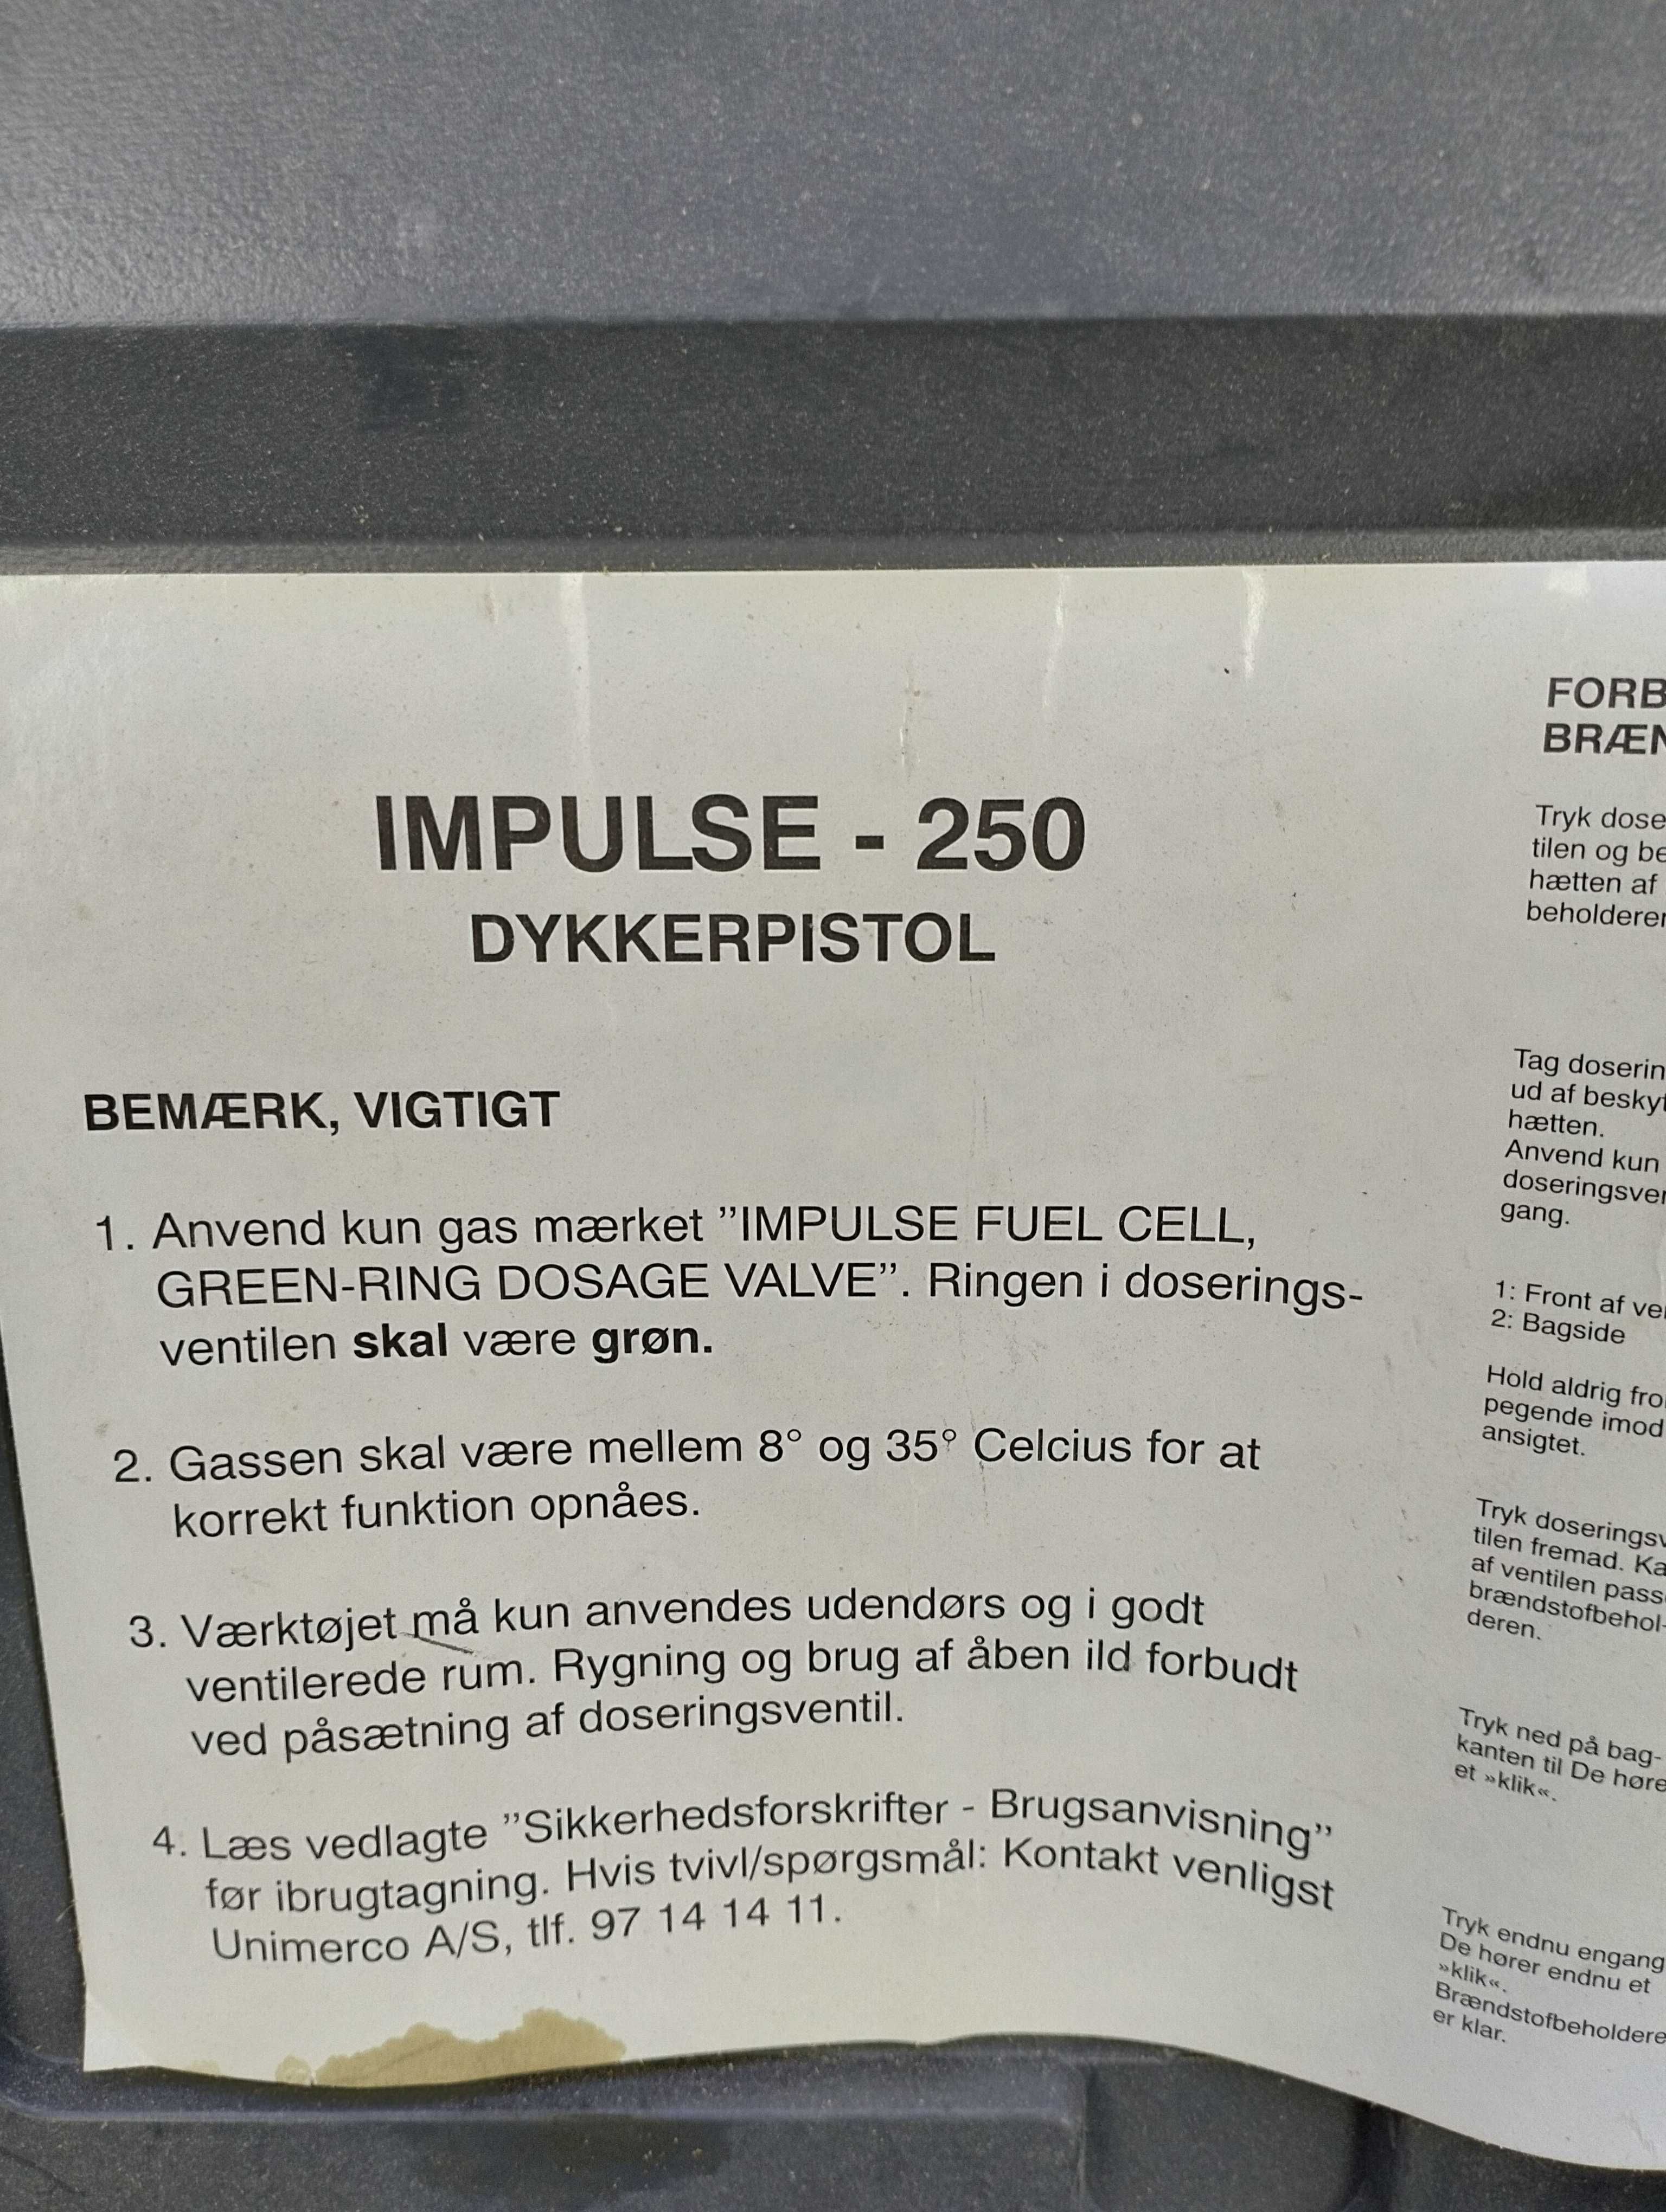 IMPULSE - 250
DYKKERPISTOL
BEMÆRK, VIGTIGT
1. Anvend kun gas mærket ”IMPULSE FUEL CELL,
GREEN-RING DOSAGE VALVE”. Ringen i doserings-
ventilen skal være grøn.
2. Gassen skal være mellem 8° og 35° Celcius for at
korrekt funktion opnåes.
3. Værktøjet må kun anvendes udendørs og i godt
ventilerede rum. Rygning og brug af åben ild forbudt
ved påsætning af doseringsventil.
4. Læs vedlagte ”Sikkerhedsforskrifter - Brugsanvisning”
før ibrugtagning. Hvis tvivl/spørgsmål: Kontakt venligst
Unimerco A/S, tlf. 97 14 14 11.
FORB
BRÆN
Tryk dose
tilen og be
hætten af
beholderen
Tag doserin
ud af beskyt
hætten.
Anvend kun
doseringsven
gang.
1: Front af ve
2: Bagside
Hold aldrig fro
pegende imod
ansigtet.
Tryk doseringsv
tilen fremad. Ka
af ventilen passe
brændstofbehol-
deren.
Tryk ned på bag-
kanten til De høre
et »klik«.
Tryk endnu engang
De hører endnu et
»klik«.
Brændstofbeholdere
er klar.